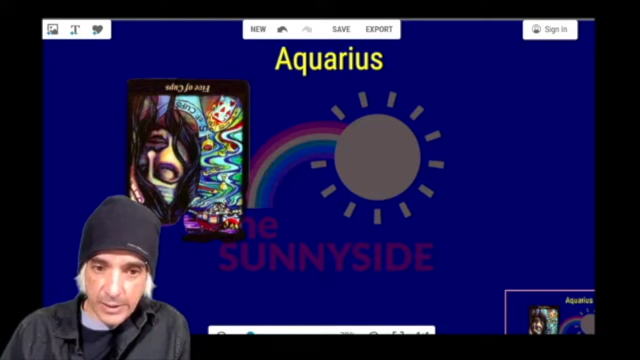 NEW
SAVE
EXPORT
Sign in
Aquarius
Five of Cups
the
SUNNYSIDE
Aquarius